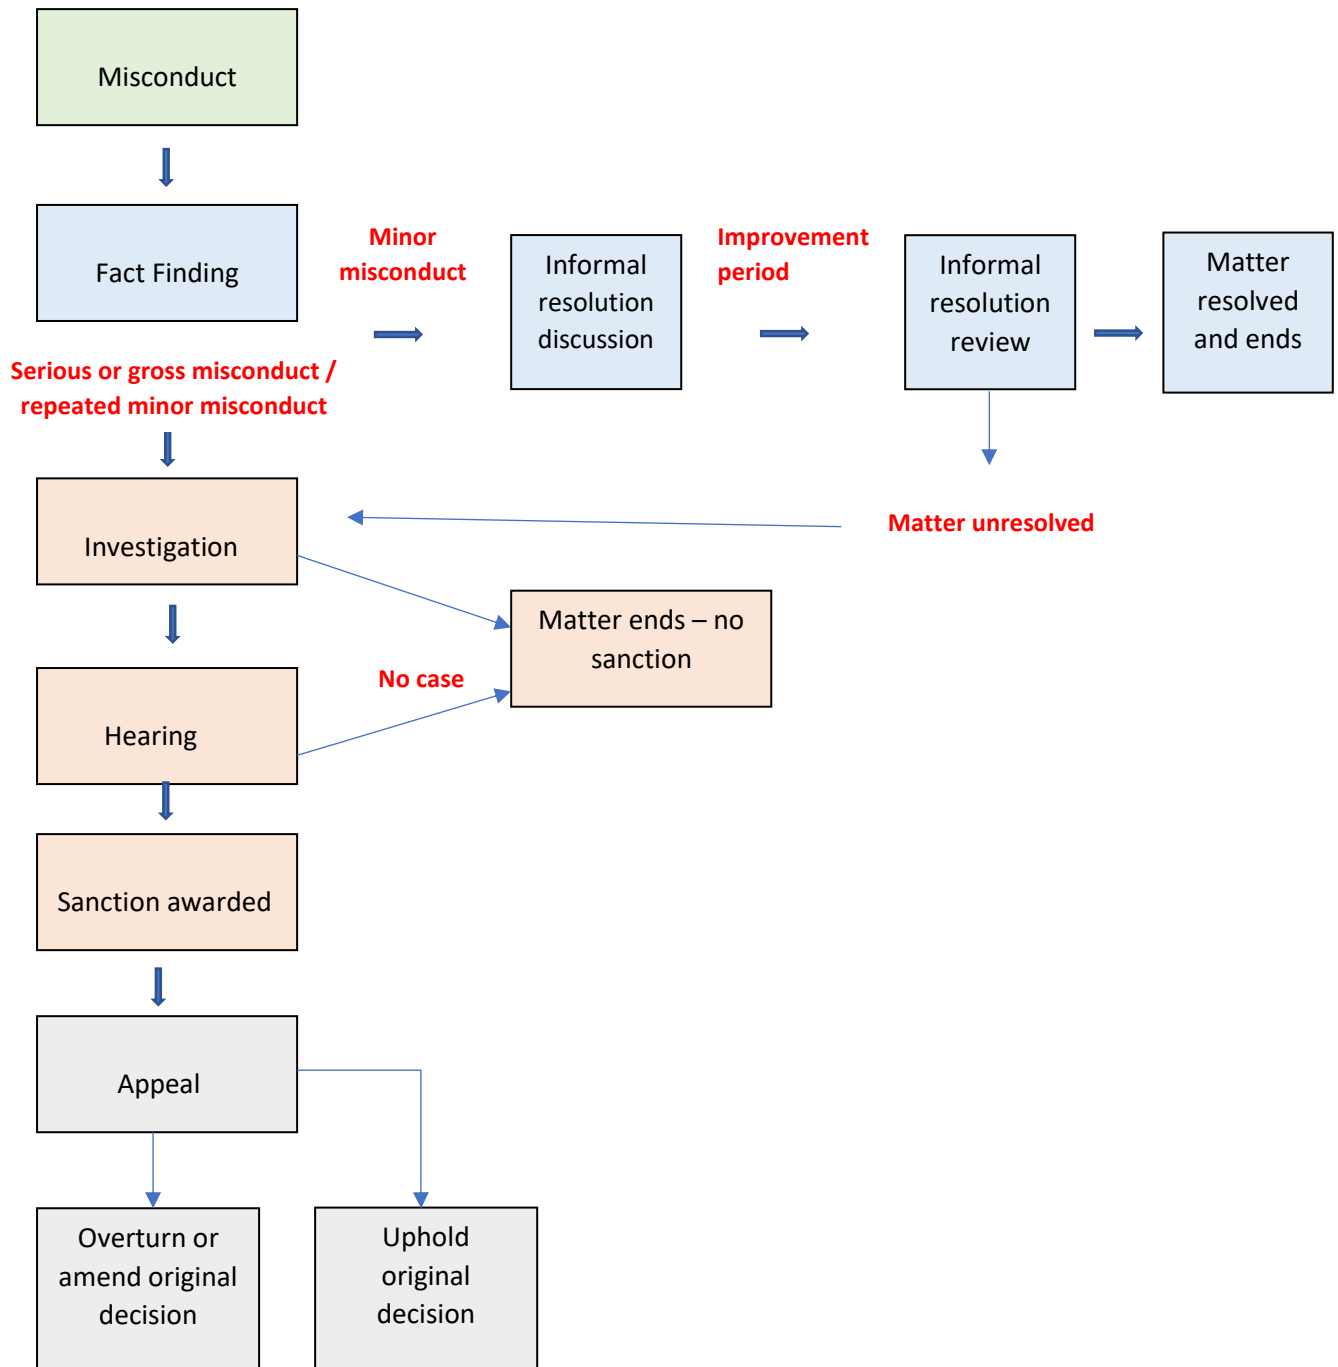 Misconduct
Fact Finding
Minor
misconduct
Informal
resolution
discussion
Improvement
period
Informal
resolution
review
Matter
resolved
and ends
Serious or gross misconduct /
repeated minor misconduct
Investigation
Matter unresolved
Matter ends – no
sanction
No case
Hearing
Sanction awarded
Appeal
Overturn or
amend original
decision
Uphold
original
decision